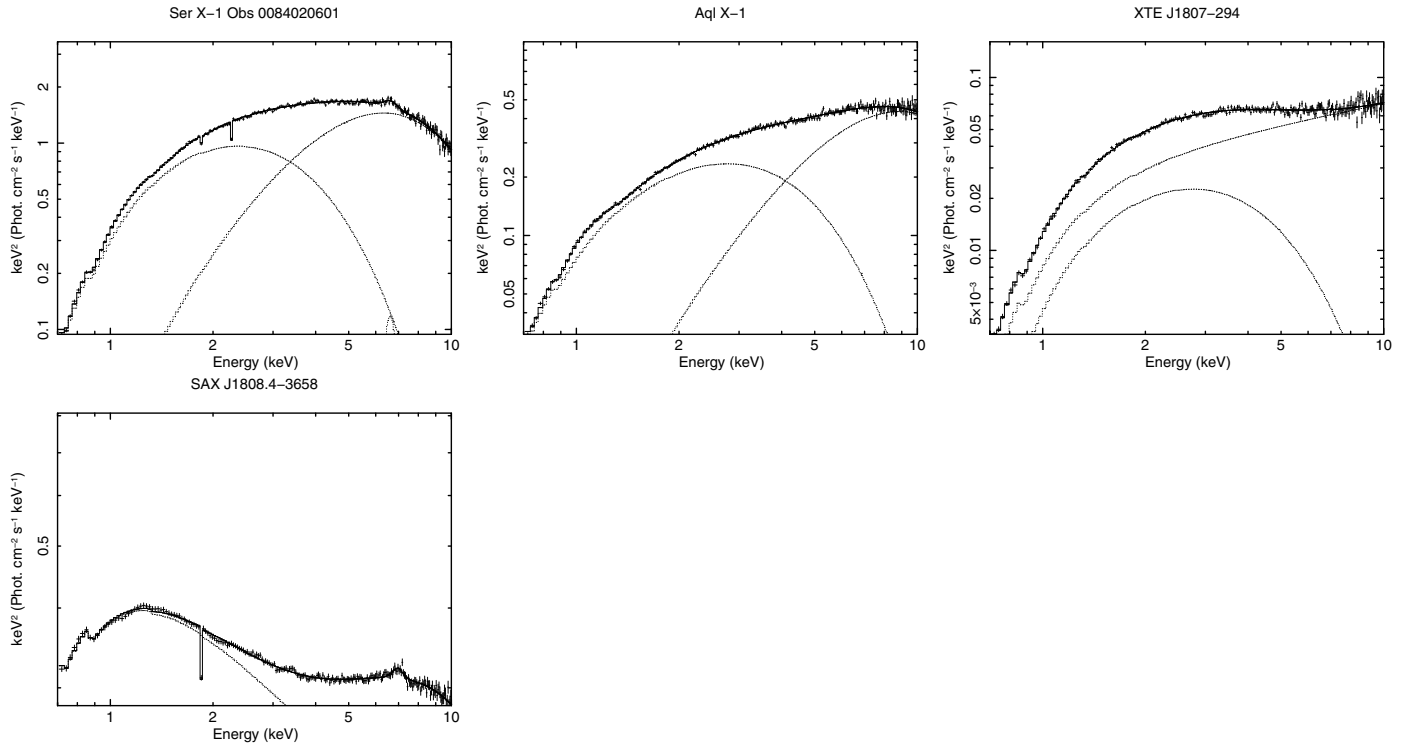 Ser X−1 Obs 0084020601
keV² (Phot. cm⁻² s⁻¹ keV⁻¹)
2
1
0.5
0.2
0.1
1 2 5 10
Energy (keV)
Aql X−1
keV² (Phot. cm⁻² s⁻¹ keV⁻¹)
0.5
0.2
0.1
0.05
1 2 5 10
Energy (keV)
XTE J1807−294
keV² (Phot. cm⁻² s⁻¹ keV⁻¹)
0.1
0.05
0.02
0.01
5×10⁻³
1 2 5 10
Energy (keV)
SAX J1808.4−3658
keV² (Phot. cm⁻² s⁻¹ keV⁻¹)
0.5
1 2 5 10
Energy (keV)